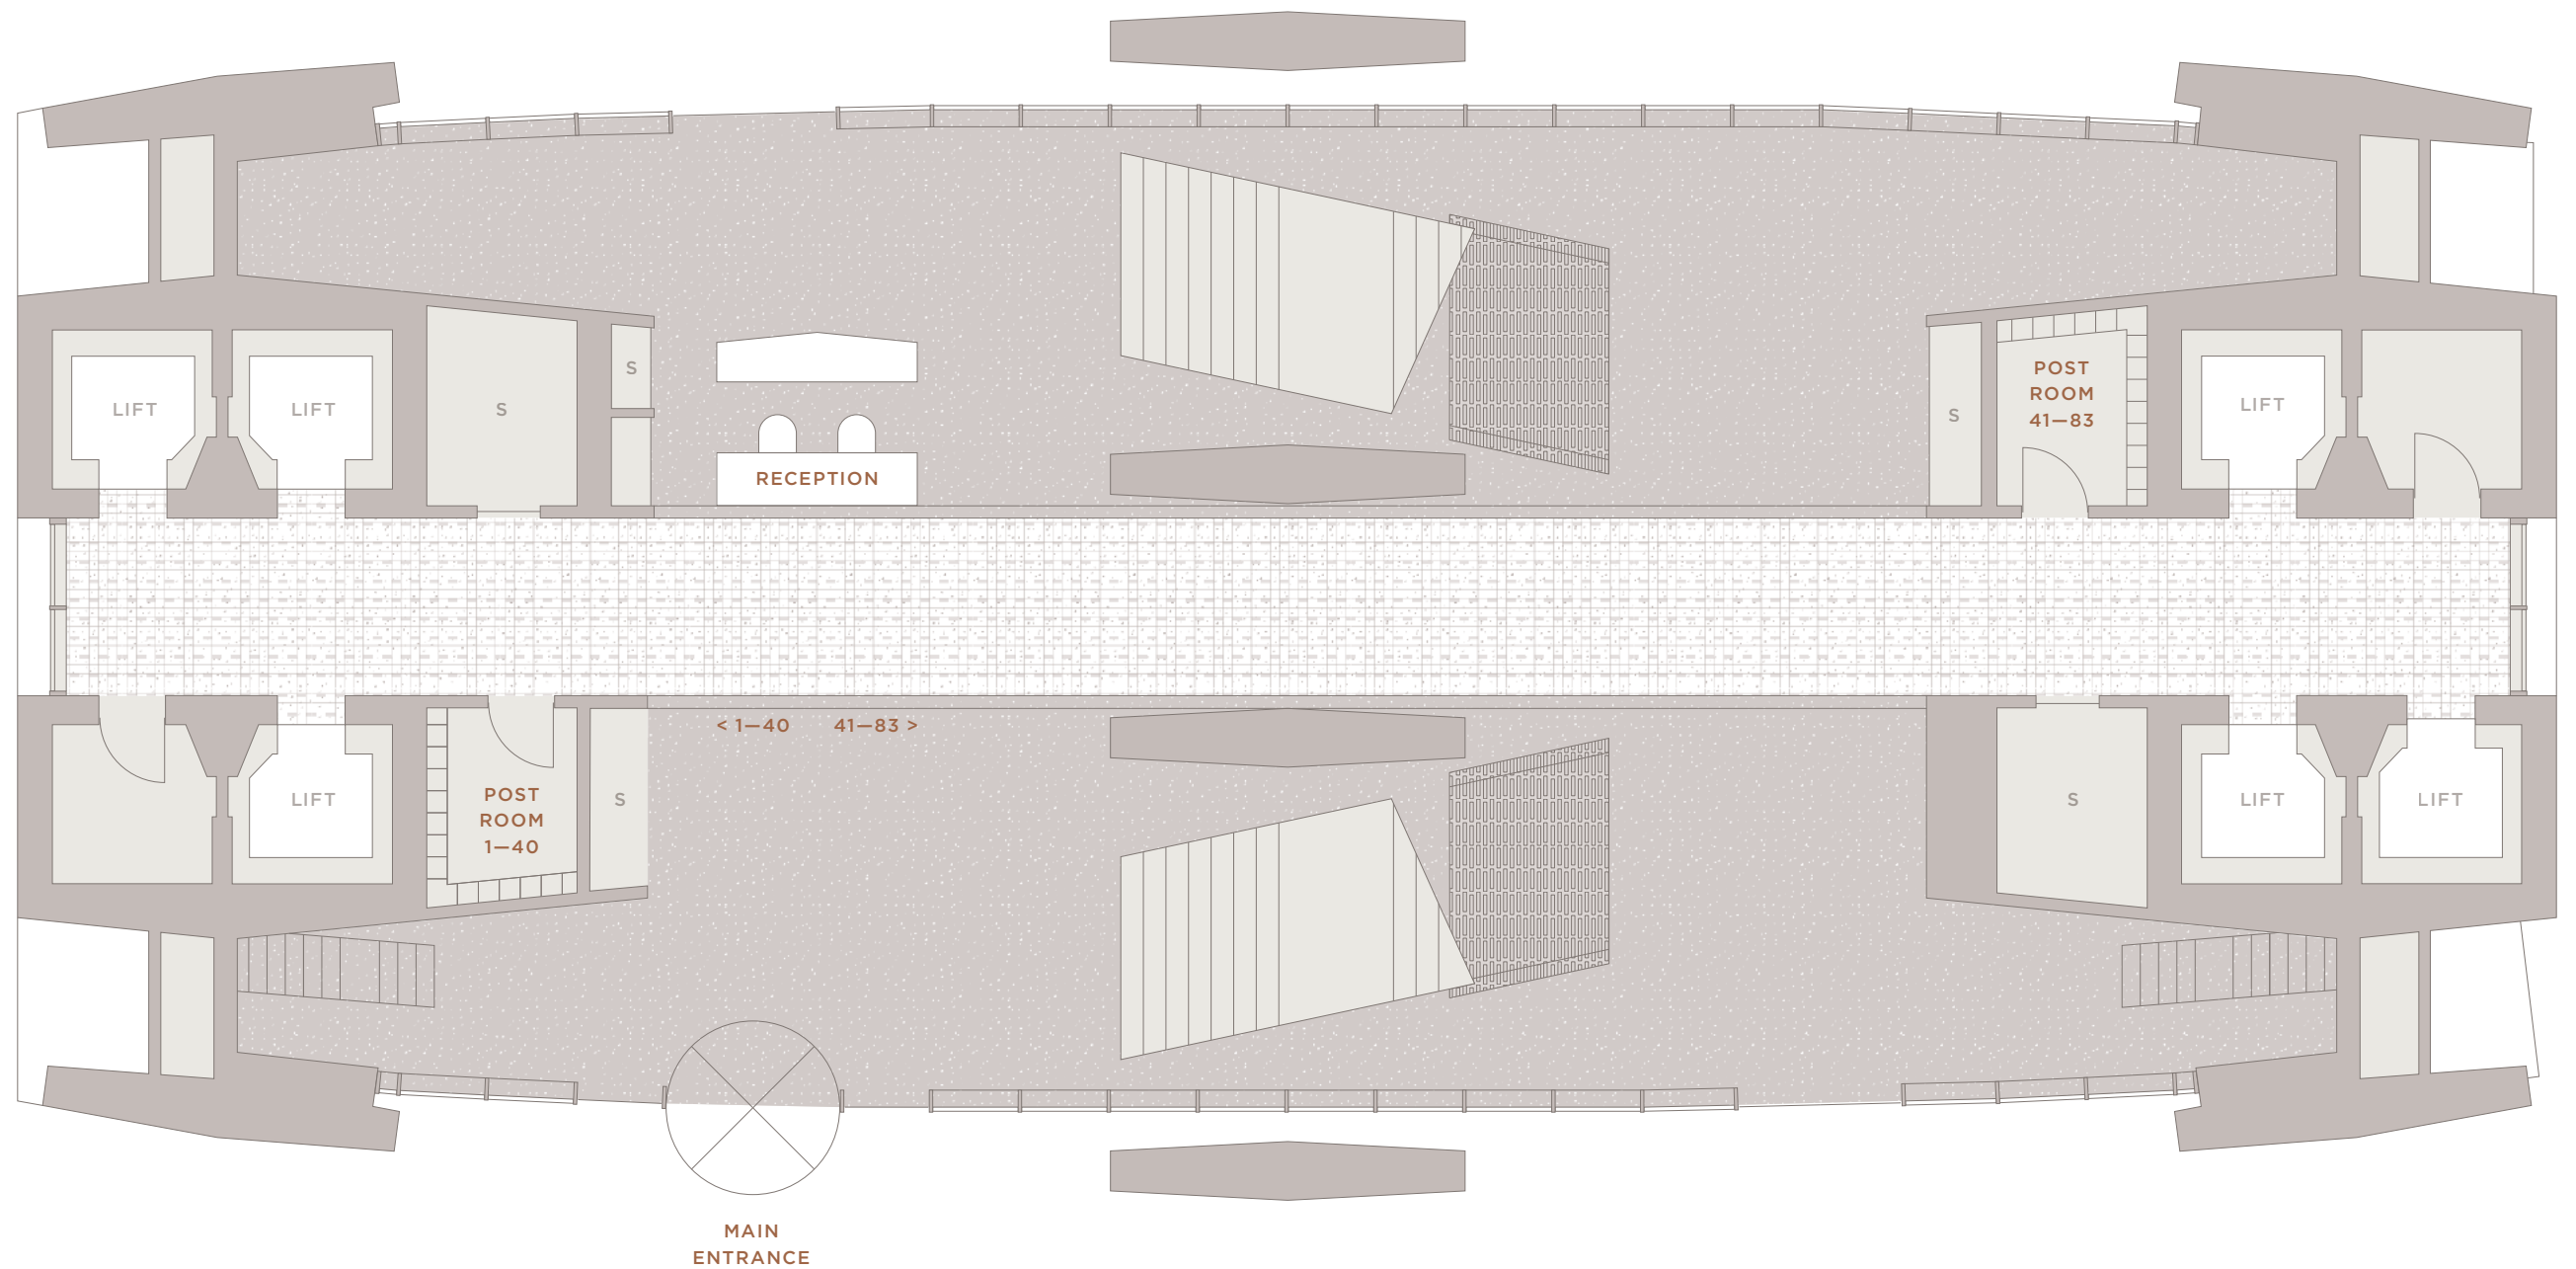 POST
ROOM
41—83
S
LIFT
LIFT
LIFT
S
S
RECEPTION
< 1—40
41—83 >
POST
ROOM
1—40
LIFT
S
S
LIFT
LIFT
MAIN
ENTRANCE